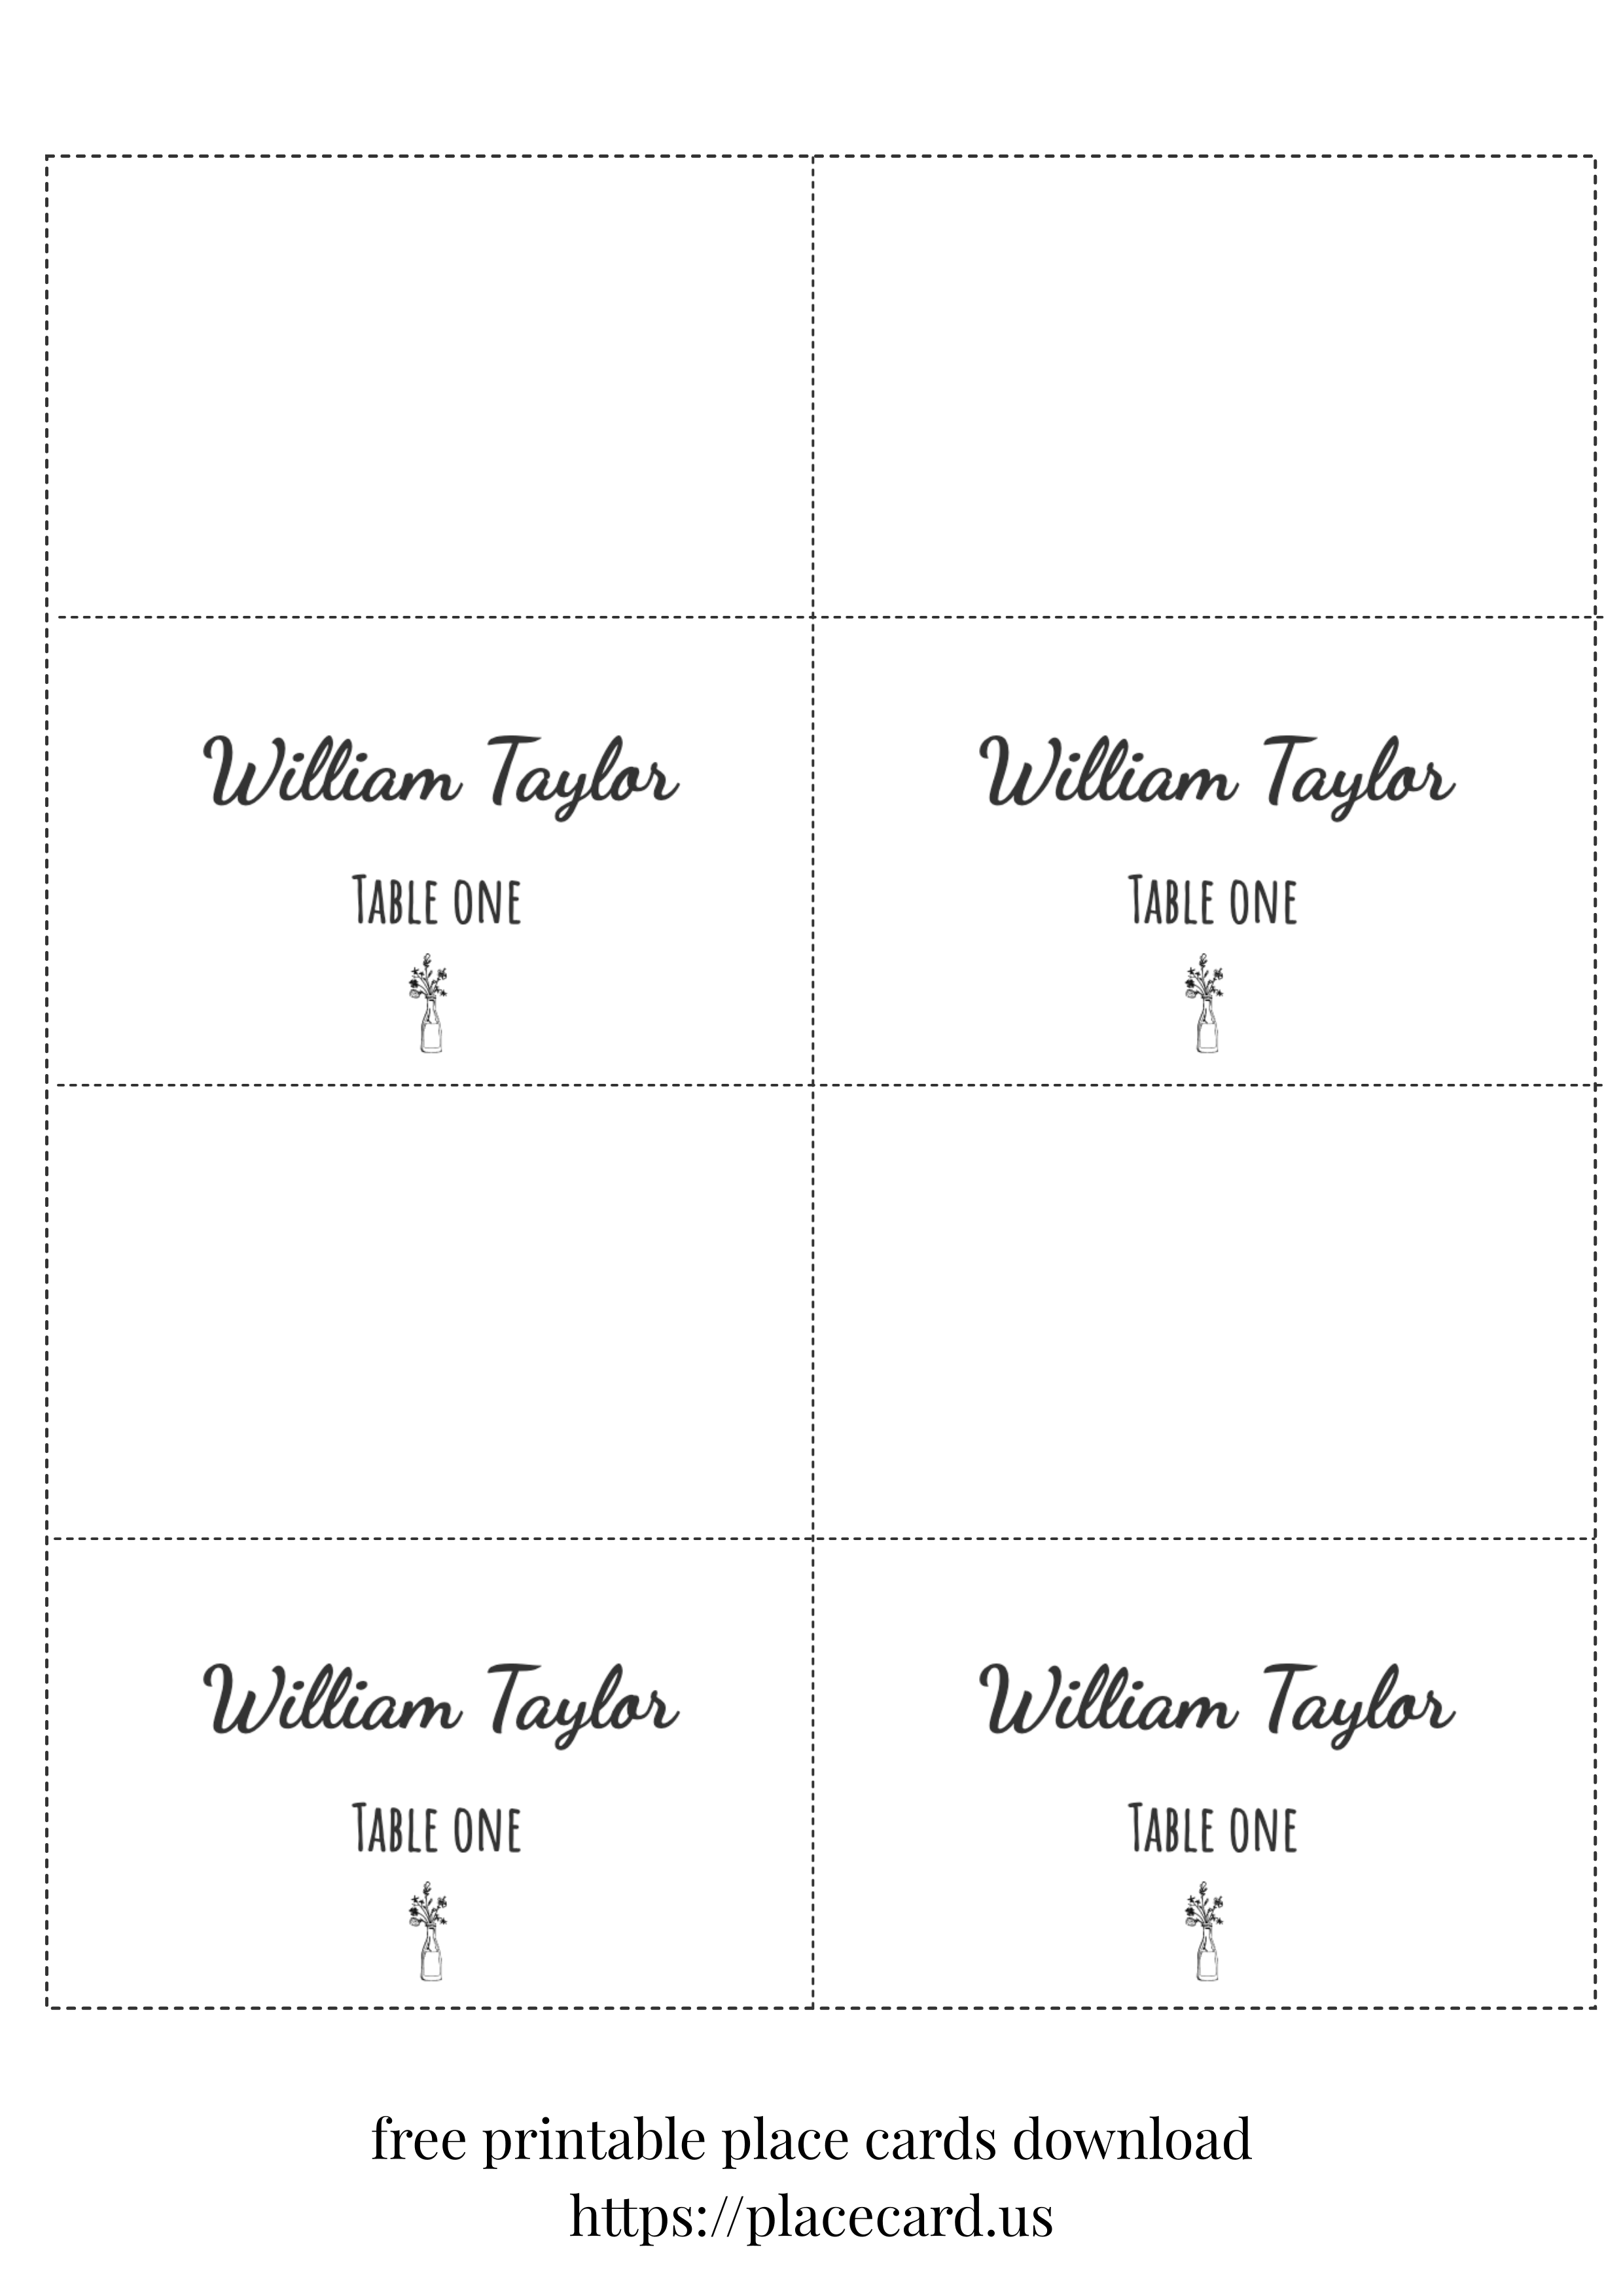 William Taylor William Taylor
Table one Table one
William Taylor William Taylor
Table one Table one
free printable place cards download
https://placecard.us